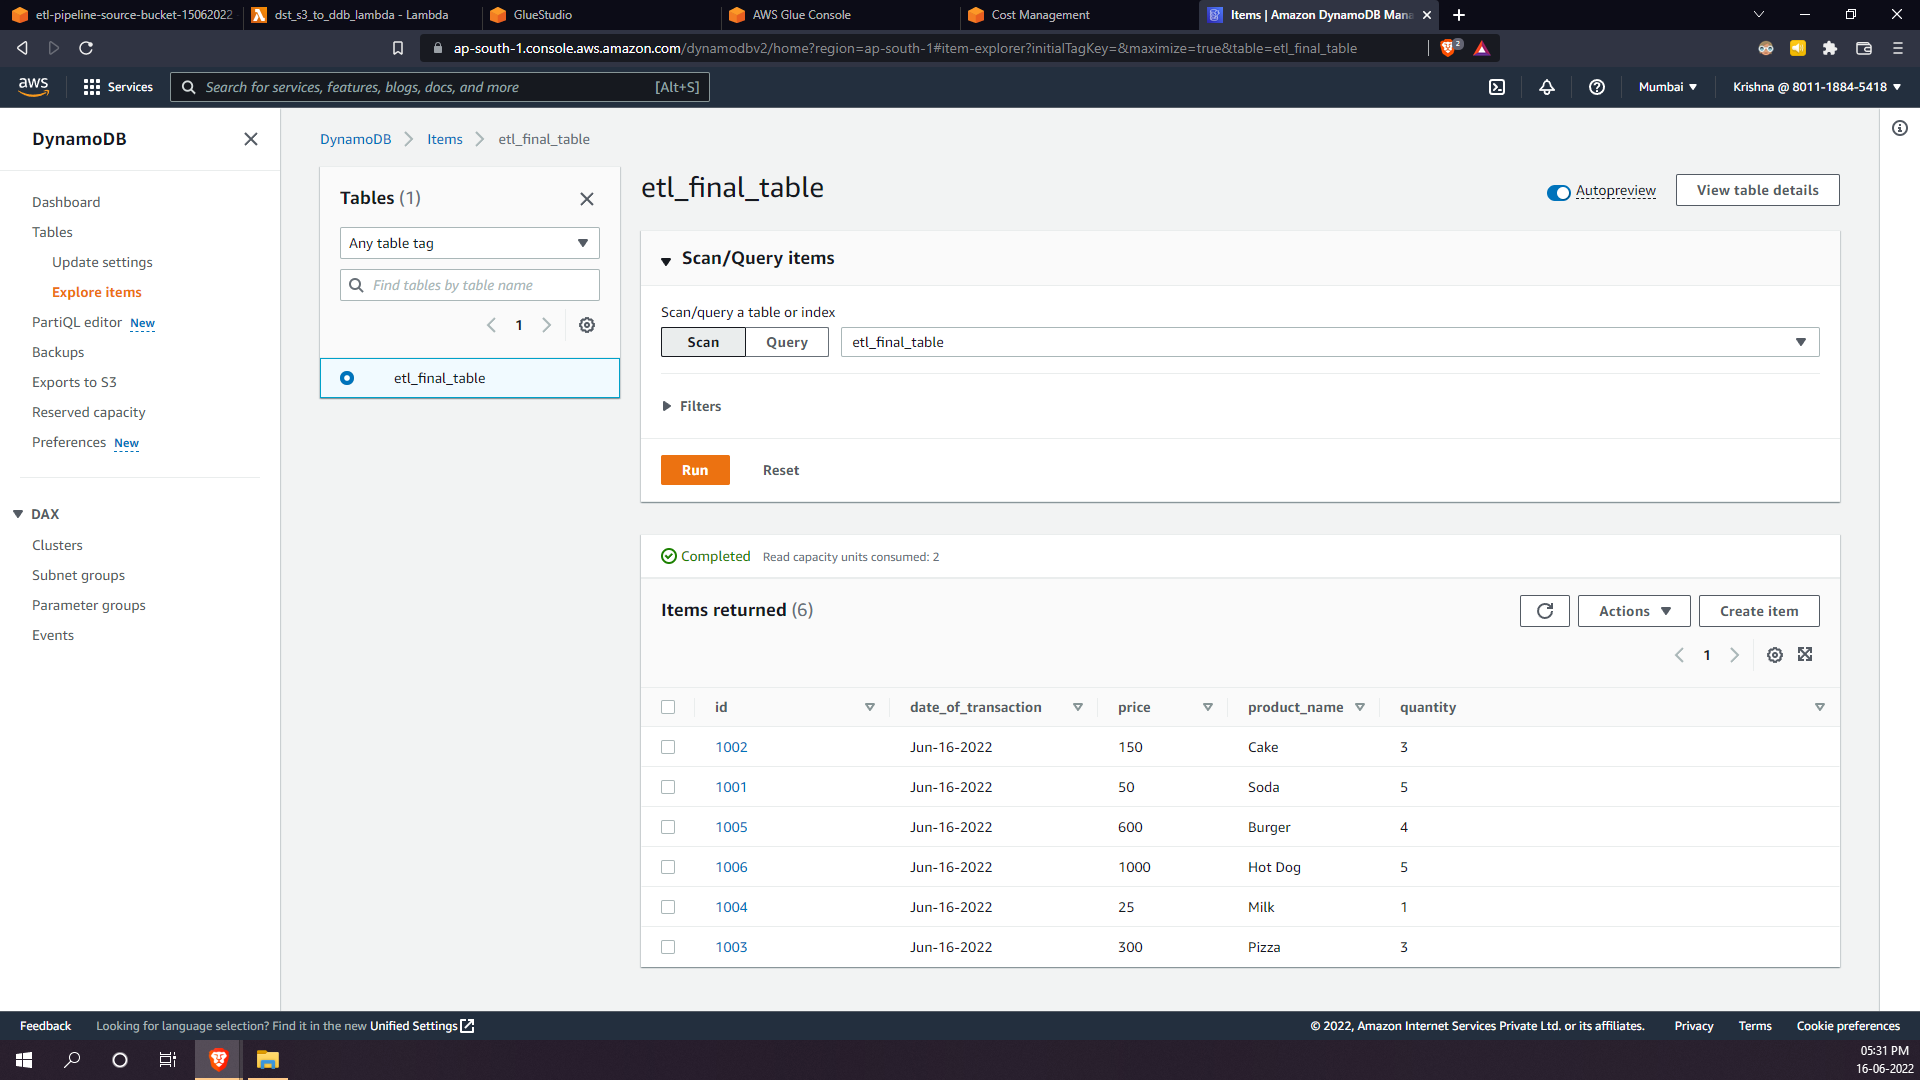 etl-pipeline-source-bucket-15062022
dst_s3_to_ddb_lambda - Lambda
GlueStudio
AWS Glue Console
Cost Management
Items | Amazon DynamoDB Man
ap-south-1.console.aws.amazon.com/dynamodbv2/home?region=ap-south-1#item-explorer?initialTagKey=&maximize=true&table=etl_final_table
2
aws
Services
Search for services, features, blogs, docs, and more
[Alt+S]
Mumbai
Krishna @ 8011-1884-5418
DynamoDB
Dashboard
Tables
Update settings
Explore items
PartiQL editor New
Backups
Exports to S3
Reserved capacity
Preferences New
DAX
Clusters
Subnet groups
Parameter groups
Events
DynamoDB
Items
etl_final_table
Tables (1)
Any table tag
Find tables by table name
1
etl_final_table
etl_final_table
Autopreview
View table details
Scan/Query items
Scan/query a table or index
Scan
Query
etl_final_table
Filters
Run
Reset
Completed
Read capacity units consumed: 2
Items returned (6)
Actions
Create item
1
id date_of_transaction price product_name quantity
1002 Jun-16-2022 150 Cake 3
1001 Jun-16-2022 50 Soda 5
1005 Jun-16-2022 600 Burger 4
1006 Jun-16-2022 1000 Hot Dog 5
1004 Jun-16-2022 25 Milk 1
1003 Jun-16-2022 300 Pizza 3
Feedback
Looking for language selection? Find it in the new Unified Settings
© 2022, Amazon Internet Services Private Ltd. or its affiliates.
Privacy
Terms
Cookie preferences
05:31 PM
16-06-2022